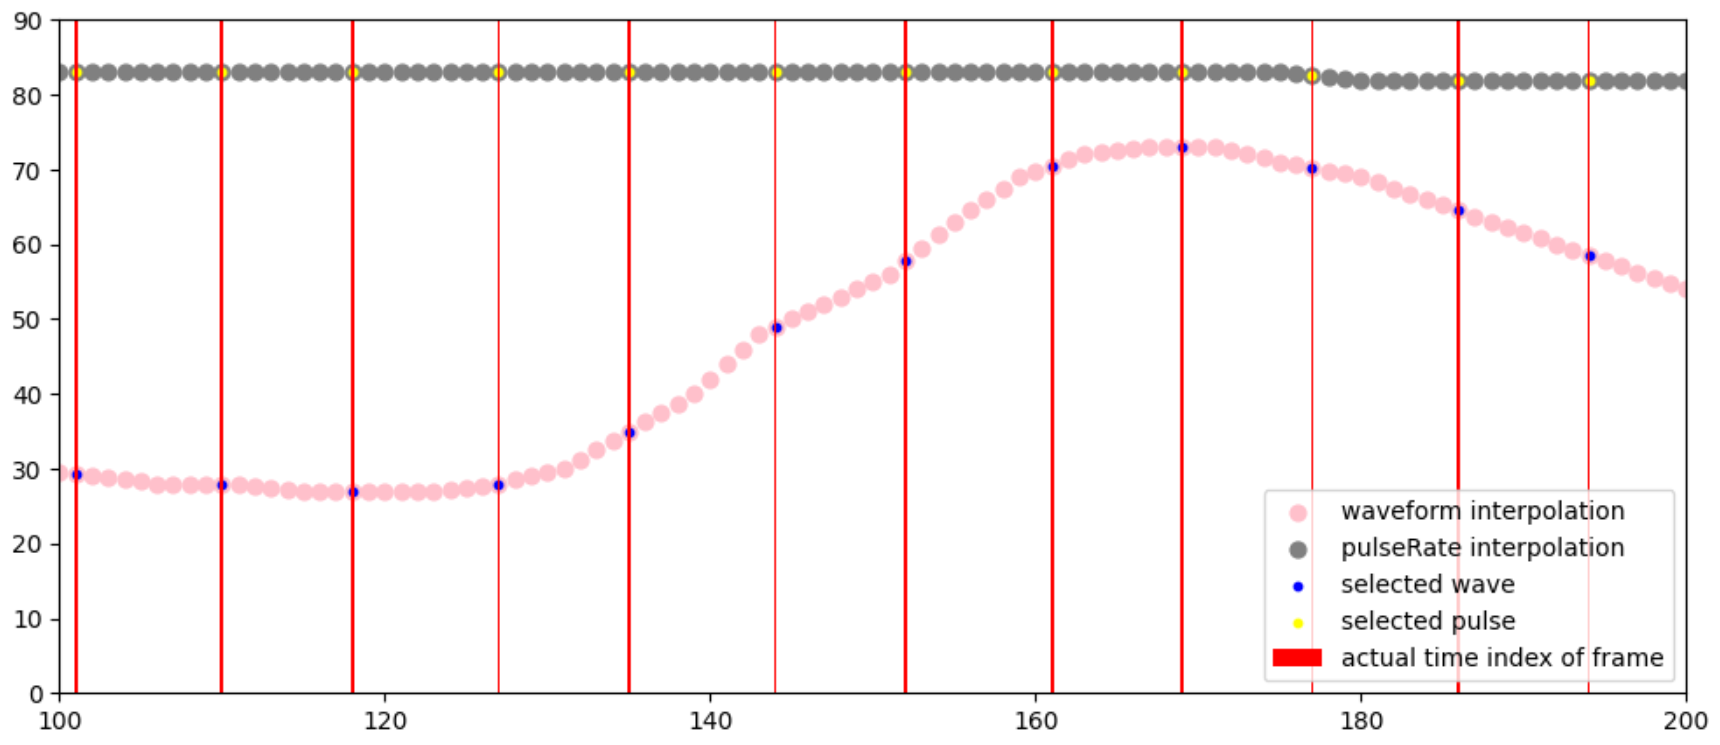 90
80
70
60
50
40
30
20
10
0
100 120 140 160 180 200
waveform interpolation
pulseRate interpolation
selected wave
selected pulse
actual time index of frame